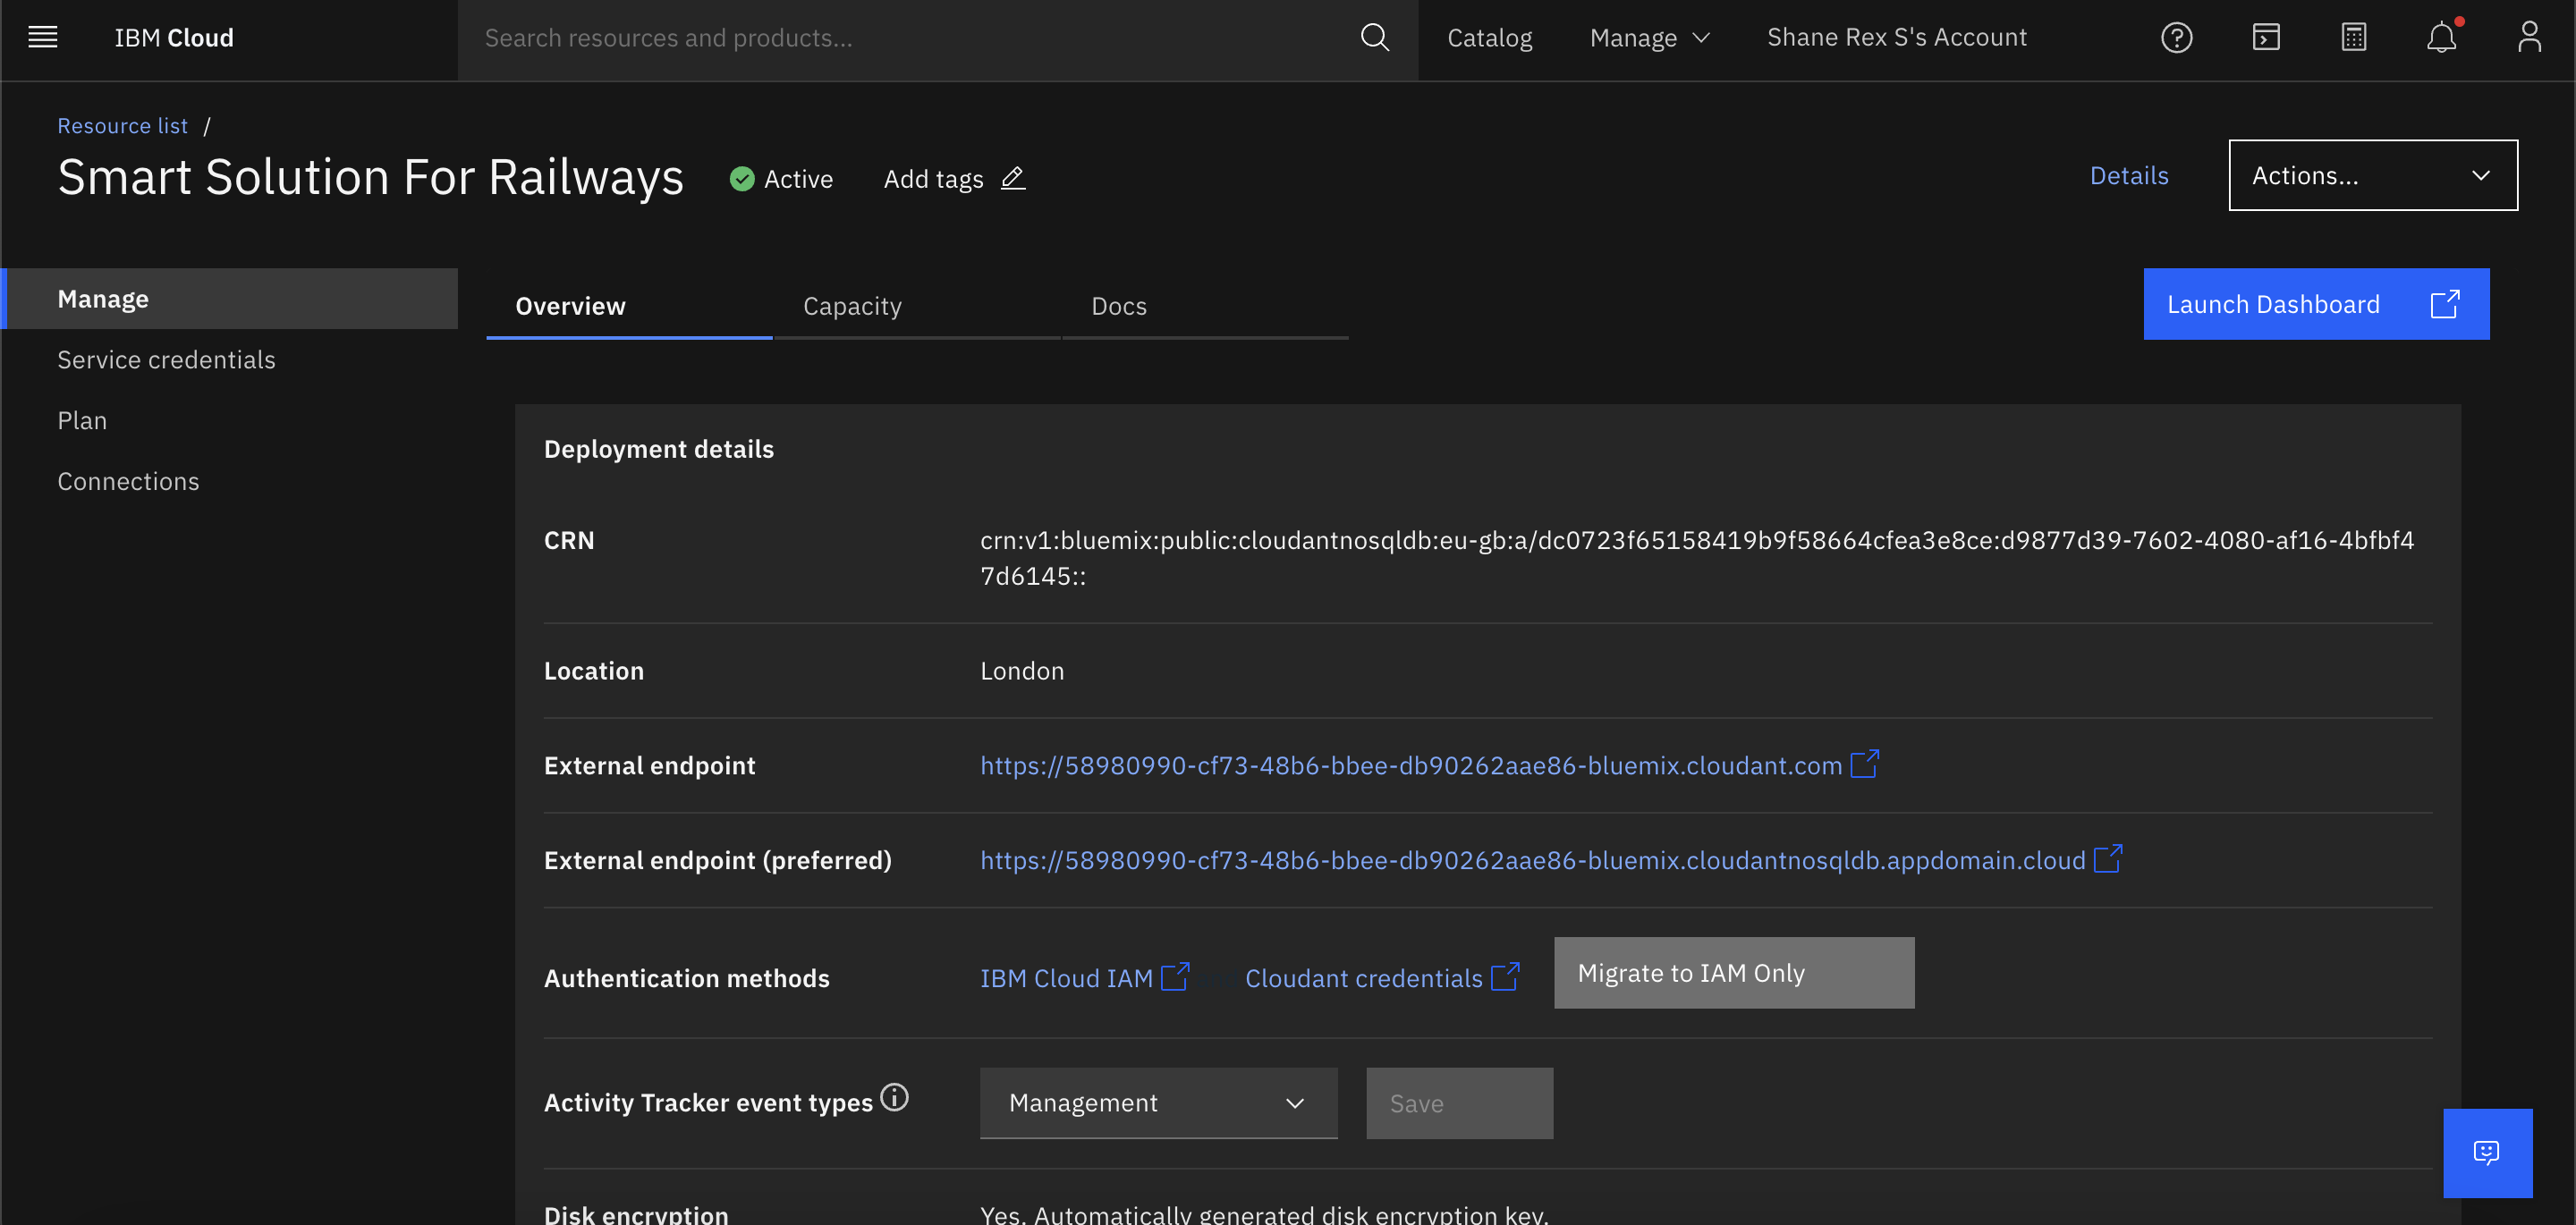 IBM Cloud
Search resources and products...
Catalog
Manage
Shane Rex S's Account
Resource list /
Smart Solution For Railways
Active
Add tags
Details
Actions...
Manage
Service credentials
Plan
Connections
Overview
Capacity
Docs
Launch Dashboard
Deployment details
CRN
crn:v1:bluemix:public:cloudantnosqldb:eu-gb:a/dc0723f65158419b9f58664cfea3e8ce:d9877d39-7602-4080-af16-4bfbf4
7d6145::
Location
London
External endpoint
https://58980990-cf73-48b6-bbee-db90262aae86-bluemix.cloudant.com
External endpoint (preferred)
https://58980990-cf73-48b6-bbee-db90262aae86-bluemix.cloudantnosqldb.appdomain.cloud
Authentication methods
IBM Cloud IAM
Cloudant credentials
Migrate to IAM Only
Activity Tracker event types
Management
Save
Disk encryption
Yes. Automatically generated disk encryption key.